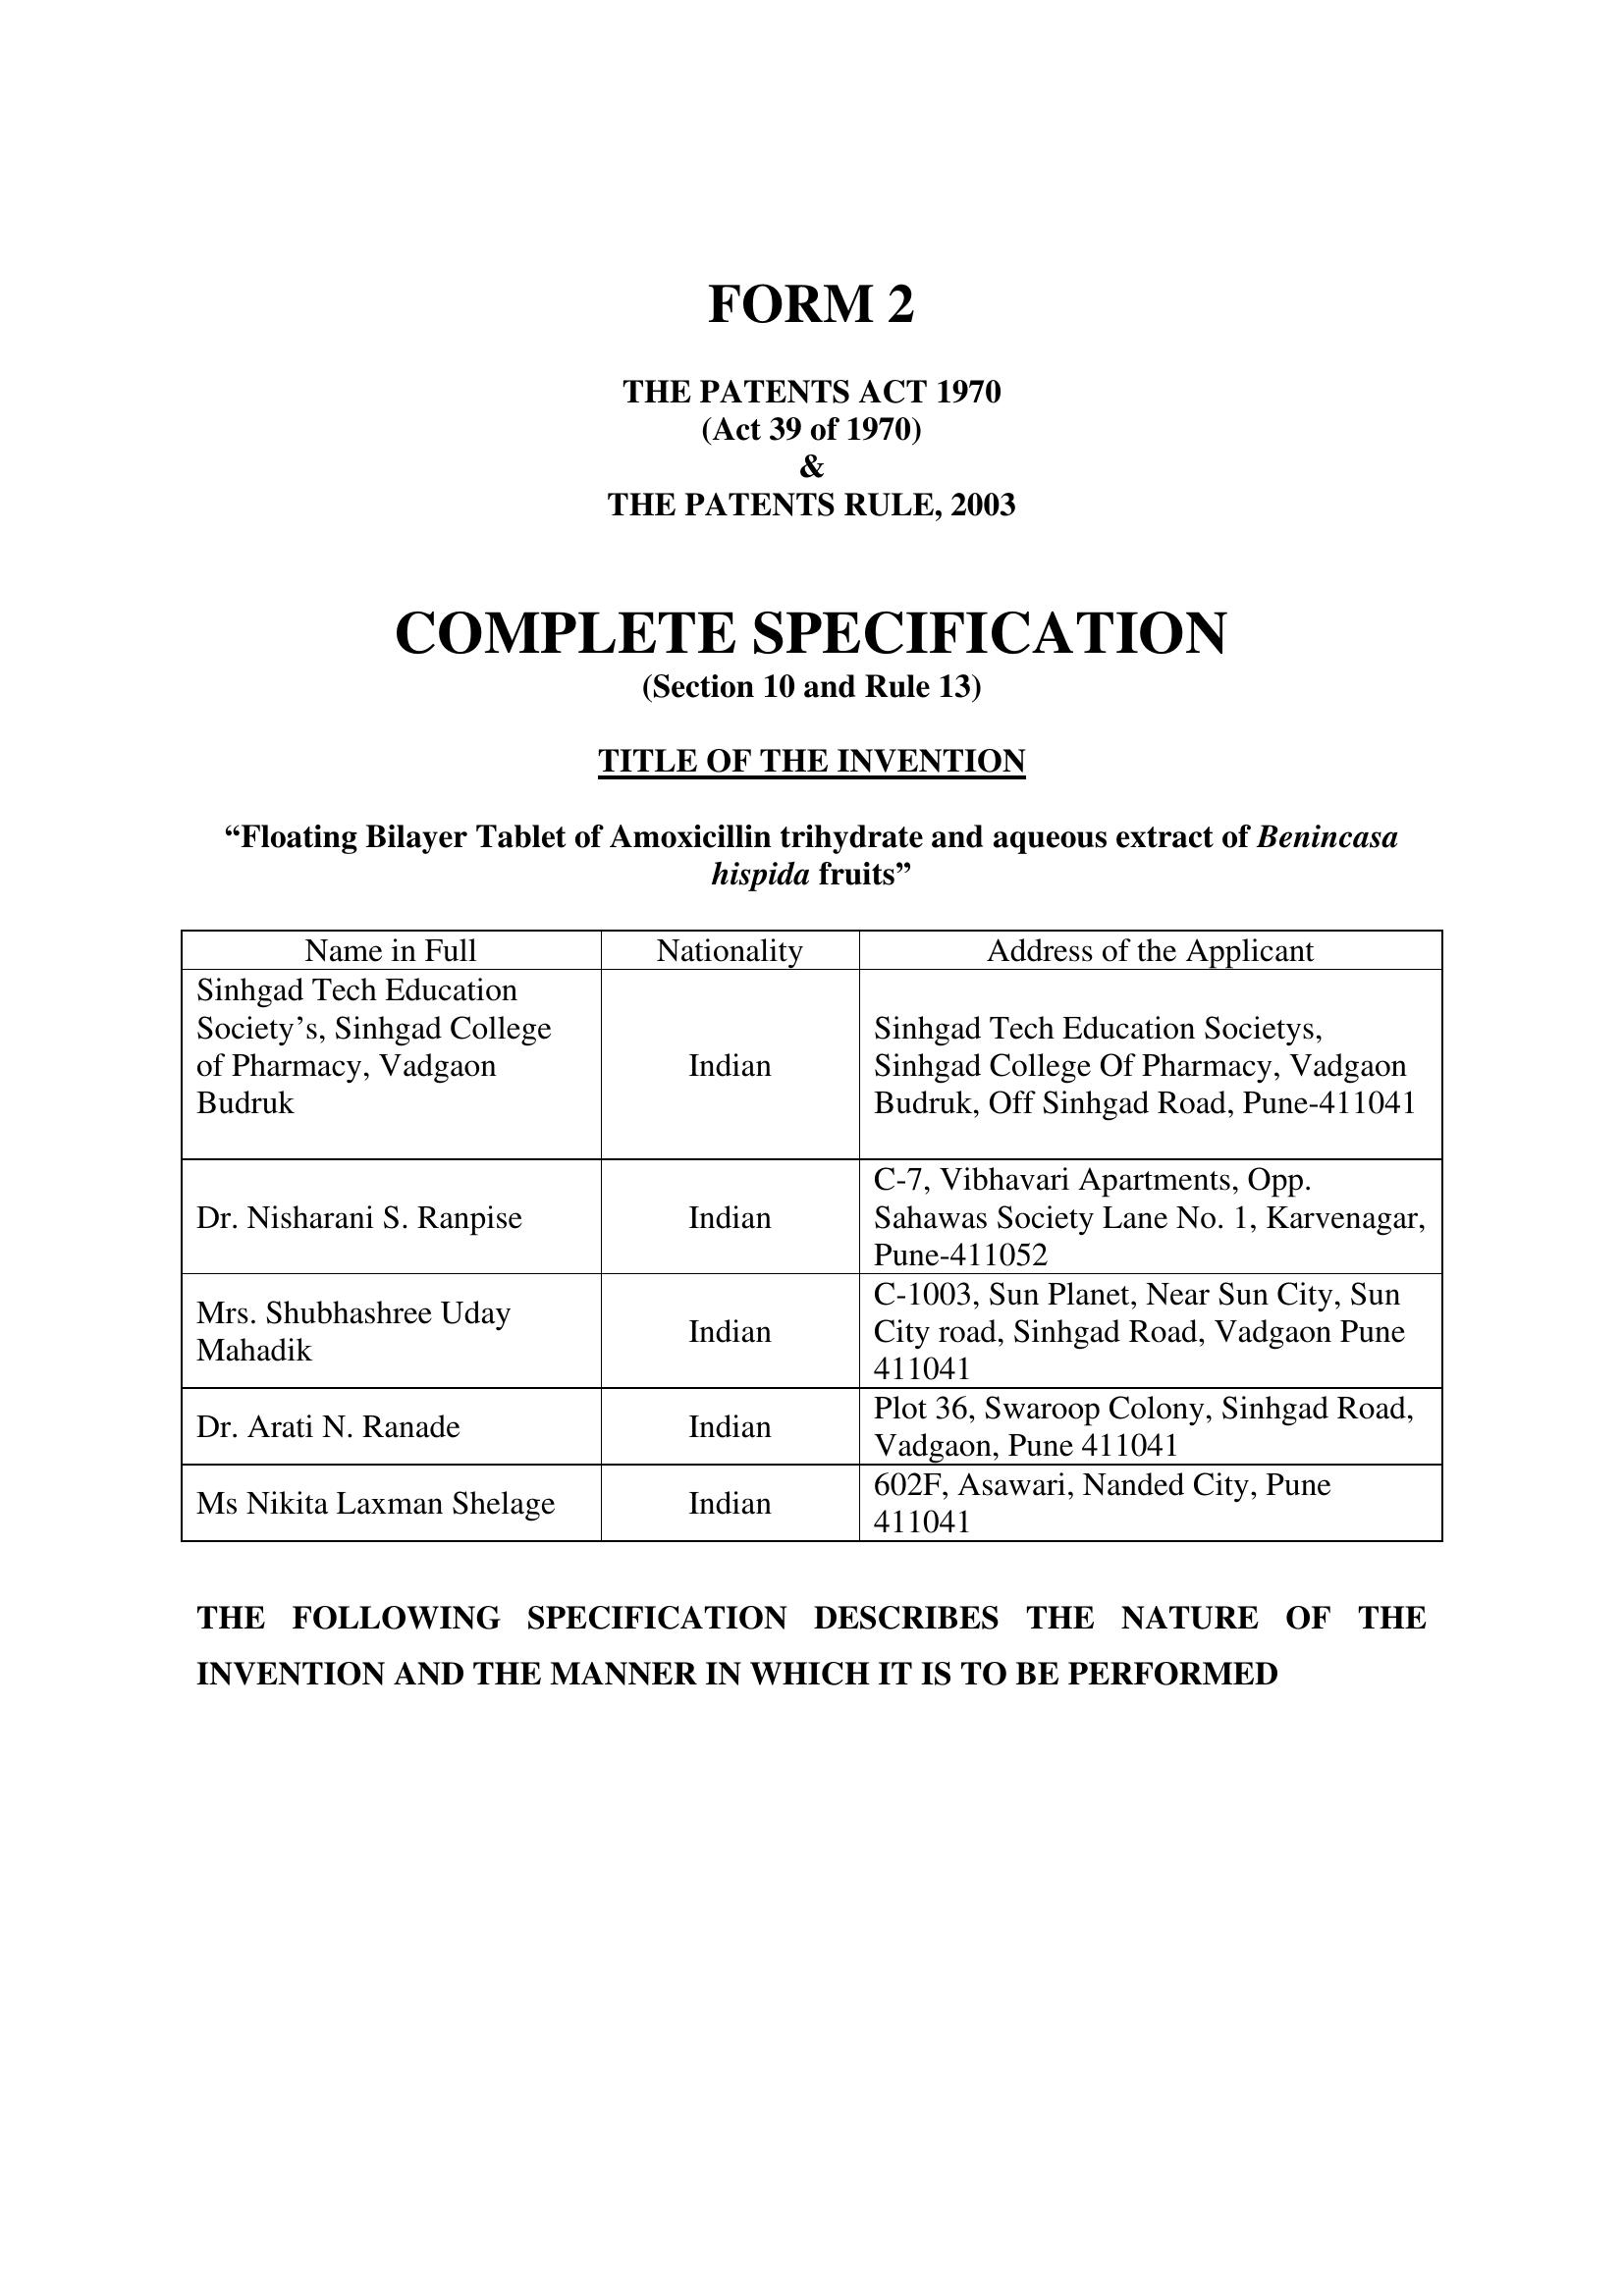 FORM 2
THE PATENTS ACT 1970
(Act 39 of 1970)
&
THE PATENTS RULE, 2003
COMPLETE SPECIFICATION
(Section 10 and Rule 13)
TITLE OF THE INVENTION
“Floating Bilayer Tablet of Amoxicillin trihydrate and aqueous extract of Benincasa
hispida fruits”
Name in Full Nationality Address of the Applicant
Sinhgad Tech Education
Society’s, Sinhgad College
of Pharmacy, Vadgaon
Budruk
Indian
Sinhgad Tech Education Societys,
Sinhgad College Of Pharmacy, Vadgaon
Budruk, Off Sinhgad Road, Pune-411041
Dr. Nisharani S. Ranpise
Indian
C-7, Vibhavari Apartments, Opp.
Sahawas Society Lane No. 1, Karvenagar,
Pune-411052
Mrs. Shubhashree Uday
Mahadik
Indian
C-1003, Sun Planet, Near Sun City, Sun
City road, Sinhgad Road, Vadgaon Pune
411041
Dr. Arati N. Ranade
Indian
Plot 36, Swaroop Colony, Sinhgad Road,
Vadgaon, Pune 411041
Ms Nikita Laxman Shelage
Indian
602F, Asawari, Nanded City, Pune
411041
THE FOLLOWING SPECIFICATION DESCRIBES THE NATURE OF THE
INVENTION AND THE MANNER IN WHICH IT IS TO BE PERFORMED